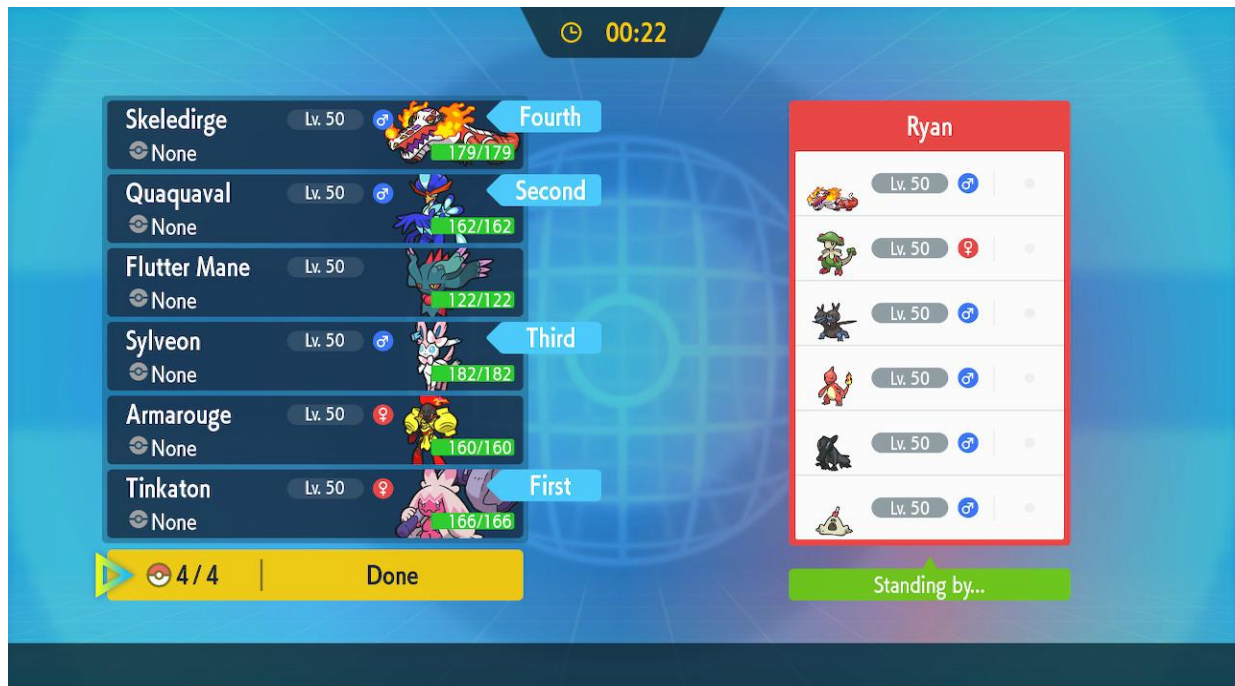 00:22
Skeledirge Lv. 50 ♂ Fourth
None 179/179
Quaquaval Lv. 50 ♂ Second
None 162/162
Flutter Mane Lv. 50
None 122/122
Sylveon Lv. 50 ♂ Third
None 182/182
Armarouge Lv. 50 ♀
None 160/160
Tinkaton Lv. 50 ♀ First
None 166/166
4/4 Done
Ryan
Lv. 50 ♂
Lv. 50 ♀
Lv. 50 ♂
Lv. 50 ♂
Lv. 50 ♂
Lv. 50 ♂
Standing by...